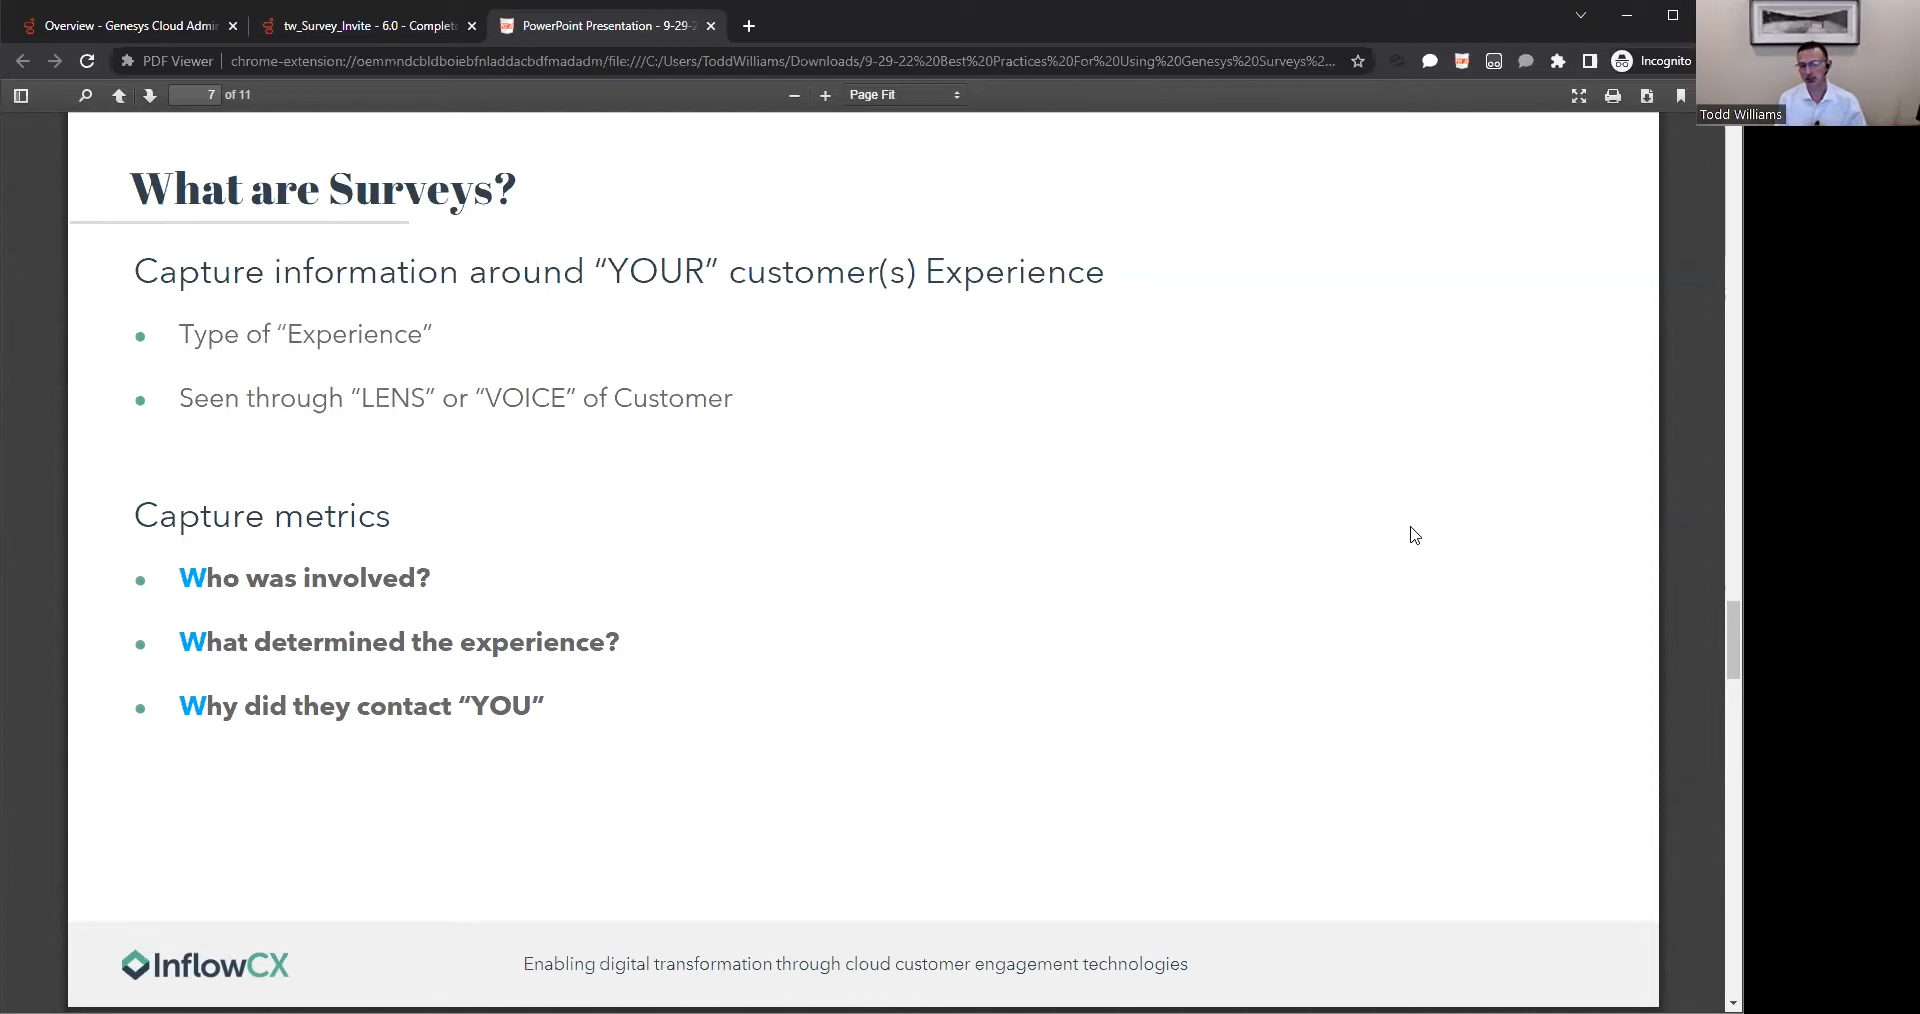 Overview - Genesys Cloud Admi
tw_Survey_Invite - 6.0 - Complete
PowerPoint Presentation - 9-29-
PDF Viewer
chrome-extension://oemmndcbldboiebfnladdacbdfmadadm/file:///C:/Users/ToddWilliams/Downloads/9-29-22%20Best%20Practices%20For%20Using%20Genesys%20Surveys%2...
Incognito
7 of 11
Page Fit
Todd Williams
What are Surveys?
Capture information around “YOUR” customer(s) Experience
• Type of “Experience”
• Seen through “LENS” or “VOICE” of Customer
Capture metrics
• Who was involved?
• What determined the experience?
• Why did they contact “YOU”
InflowCX
Enabling digital transformation through cloud customer engagement technologies